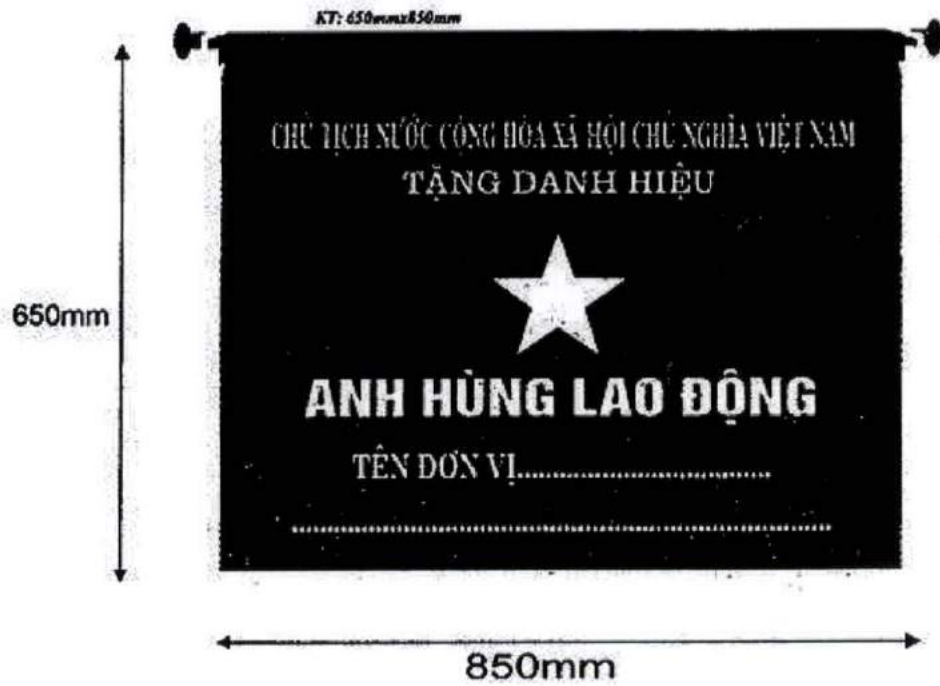 KT: 650mmx850mm
CHỦ TỊCH NƯỚC CỘNG HÒA XÃ HỘI CHỦ NGHĨA VIỆT NAM
TẶNG DANH HIỆU
650mm
ANH HÙNG LAO ĐỘNG
TÊN ĐƠN VỊ..................................
................................................................................
850mm